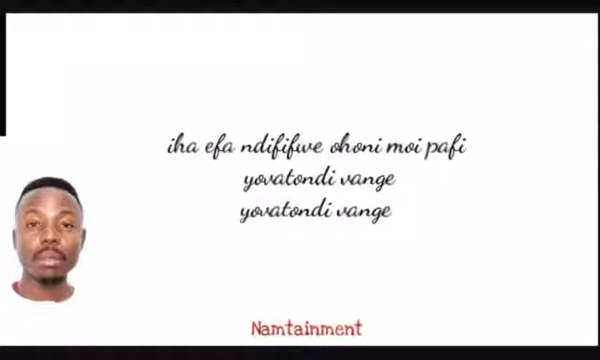 iha efa ndififwe ohoni moi pafi
yovatondi vange
yovatondi vange
Namtainment